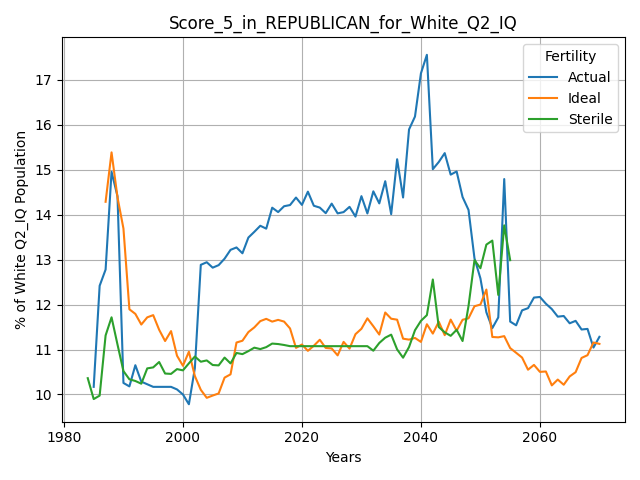 Score_5_in_REPUBLICAN_for_White_Q2_IQ
Fertility
Actual
Ideal
Sterile
% of White Q2_IQ Population
17
16
15
14
13
12
11
10
1980
2000
2020
2040
2060
Years